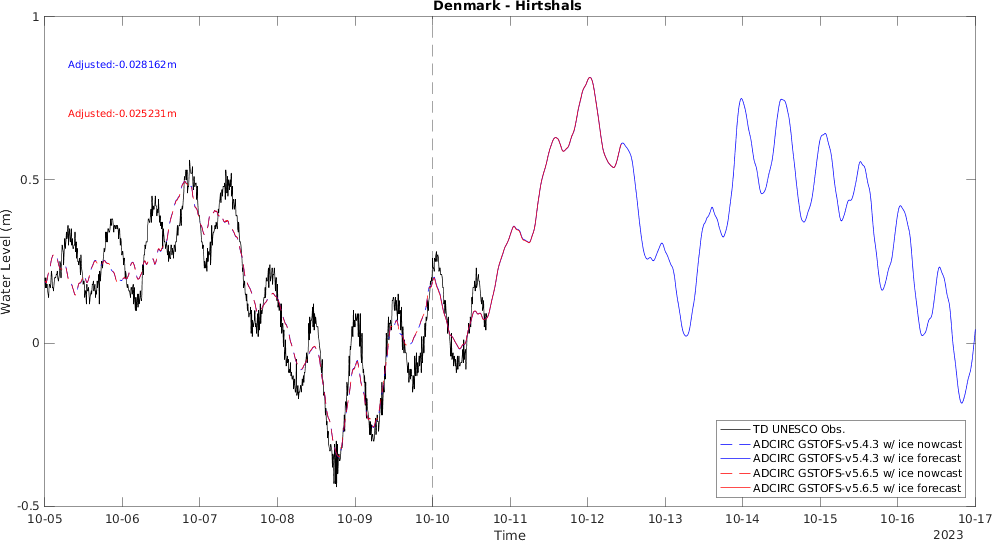 Denmark - Hirtshals
Adjusted:-0.028162m
Adjusted:-0.025231m
Water Level (m)
1
0.5
0
-0.5
10-05 10-06 10-07 10-08 10-09 10-10 10-11 10-12 10-13 10-14 10-15 10-16 10-17
Time
2023
TD UNESCO Obs.
ADCIRC GSTOFS-v5.4.3 w/ ice nowcast
ADCIRC GSTOFS-v5.4.3 w/ ice forecast
ADCIRC GSTOFS-v5.6.5 w/ ice nowcast
ADCIRC GSTOFS-v5.6.5 w/ ice forecast